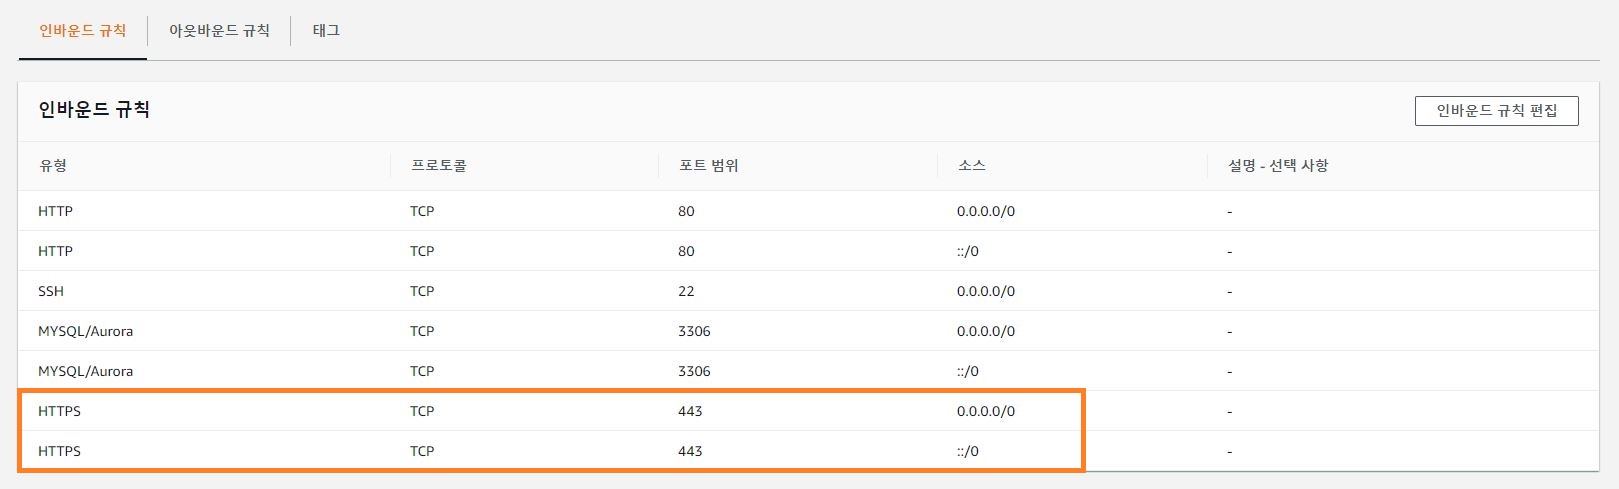 인바운드 규칙 아웃바운드 규칙 태그
인바운드 규칙 인바운드 규칙 편집
유형 프로토콜 포트 범위 소스 설명 - 선택 사항
HTTP TCP 80 0.0.0.0/0 -
HTTP TCP 80 ::/0 -
SSH TCP 22 0.0.0.0/0 -
MYSQL/Aurora TCP 3306 0.0.0.0/0 -
MYSQL/Aurora TCP 3306 ::/0 -
HTTPS TCP 443 0.0.0.0/0 -
HTTPS TCP 443 ::/0 -